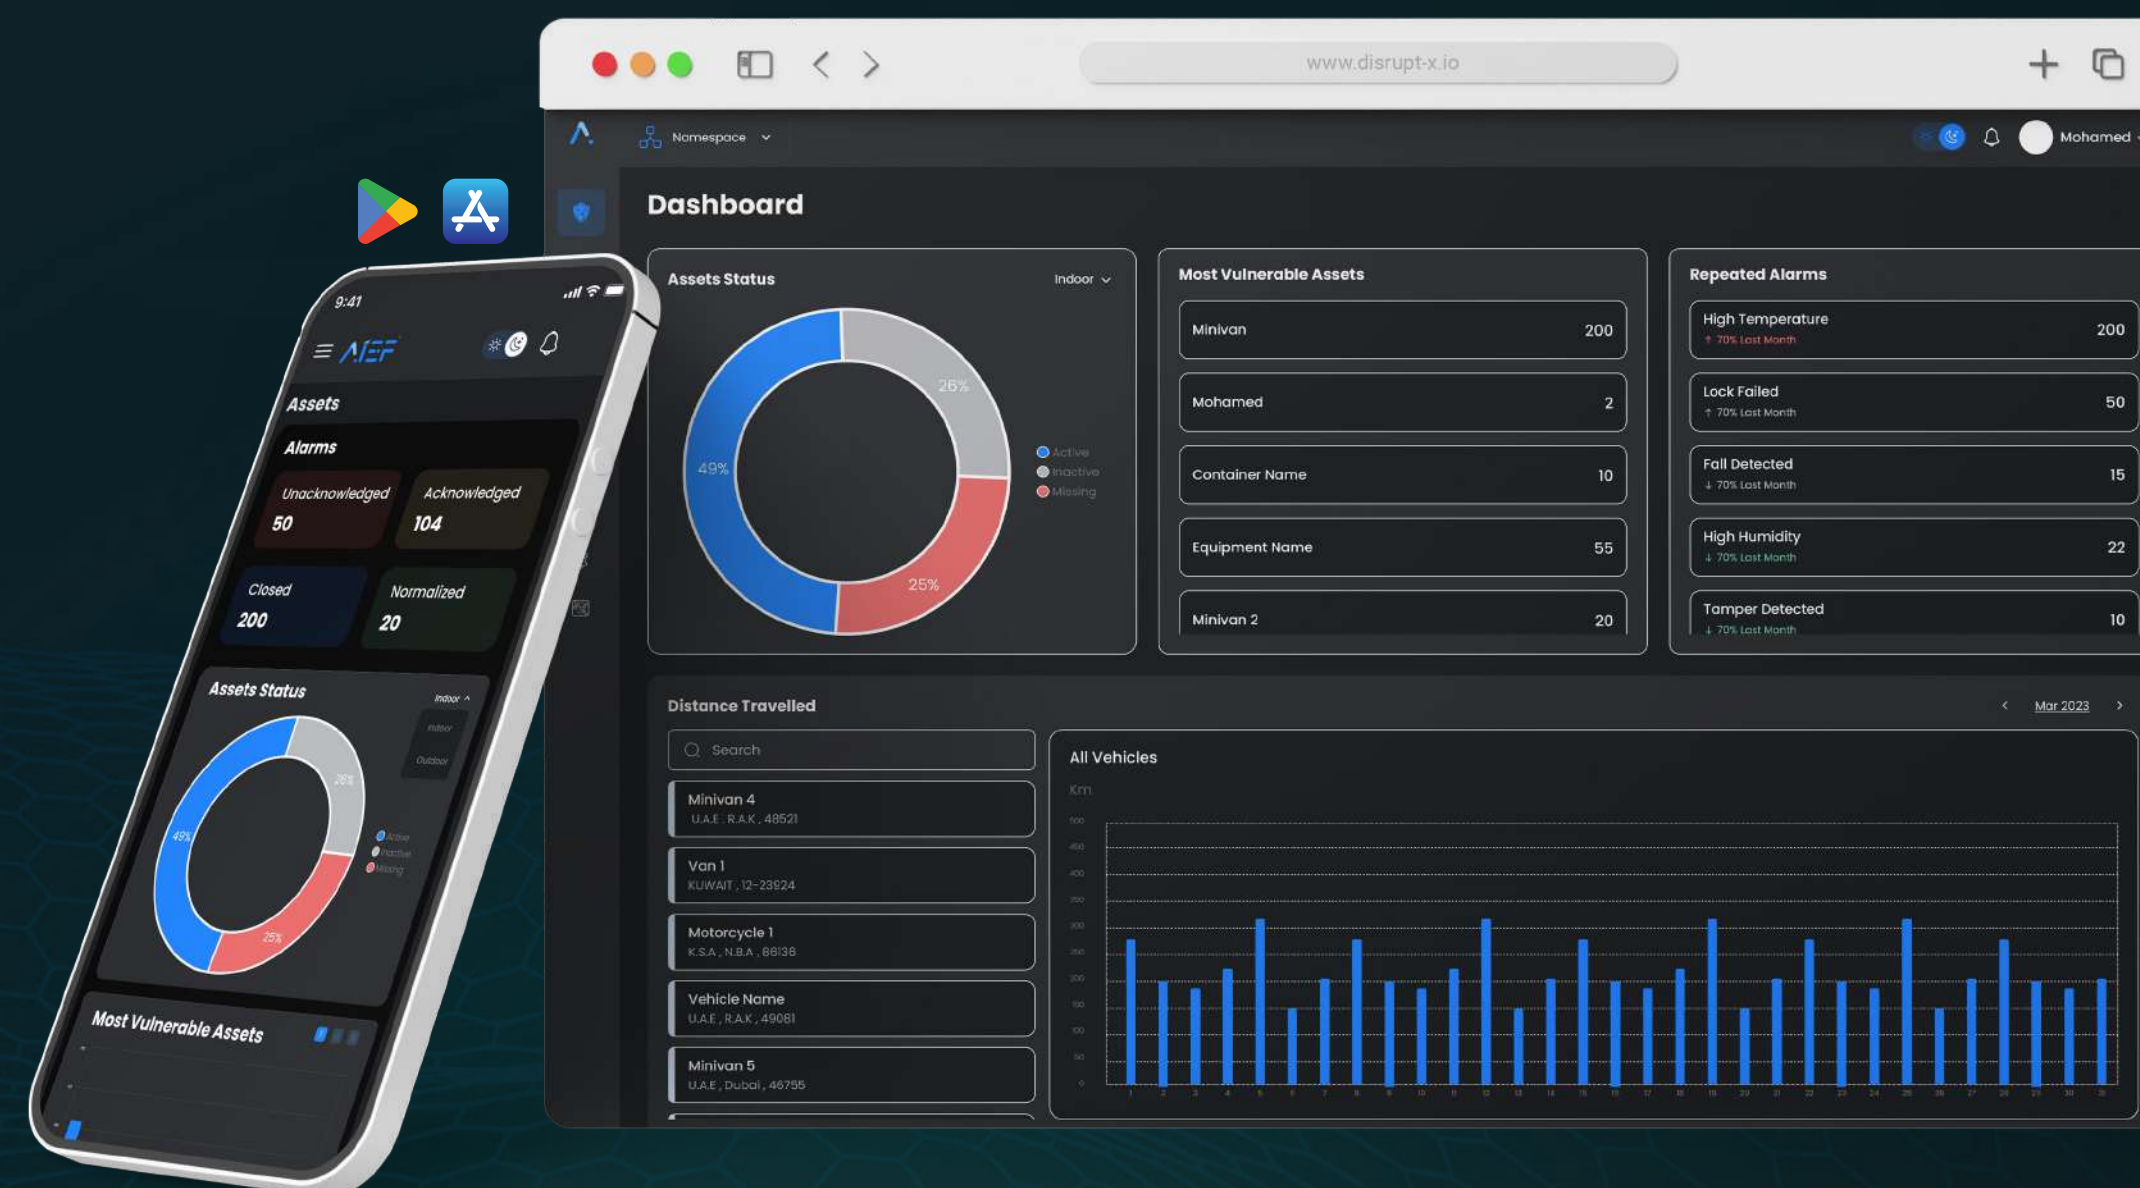 www.disrupt-x.io
Namespace
Mohamed
Dashboard
Assets Status
Indoor
49%
26%
25%
Active
Inactive
Missing
Most Vulnerable Assets
Minivan 200
Mohamed 2
Container Name 10
Equipment Name 55
Minivan 2 20
Repeated Alarms
High Temperature 200
↑ 70% Last Month
Lock Failed 50
↑ 70% Last Month
Fall Detected 15
↓ 70% Last Month
High Humidity 22
↓ 70% Last Month
Tamper Detected 10
↓ 70% Last Month
Distance Travelled
Mar 2023
Search
Minivan 4
U.A.E . R.A.K , 48521
Van 1
KUWAIT , 12-23924
Motorcycle 1
K.S.A , N.B.A , 86136
Vehicle Name
U.A.E , R.A.K , 49081
Minivan 5
U.A.E , Dubai , 46755
All Vehicles
Km
9:41
AIEF
Assets
Alarms
Unacknowledged
50
Acknowledged
104
Closed
200
Normalized
20
Assets Status
Indoor
Indoor
Outdoor
49%
26%
25%
Active
Inactive
Missing
Most Vulnerable Assets